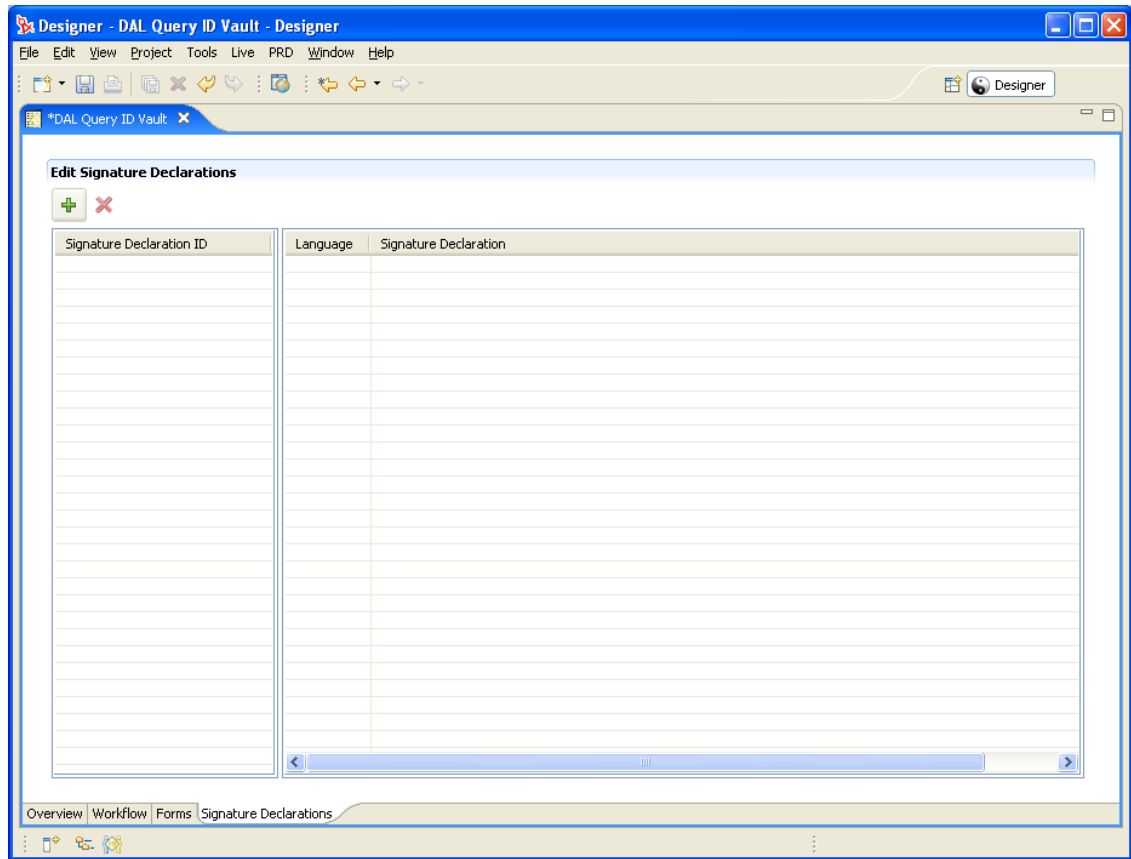 Designer - DAL Query ID Vault - Designer
File Edit View Project Tools Live PRD Window Help
Designer
*DAL Query ID Vault
Edit Signature Declarations
Signature Declaration ID Language Signature Declaration
Overview Workflow Forms Signature Declarations